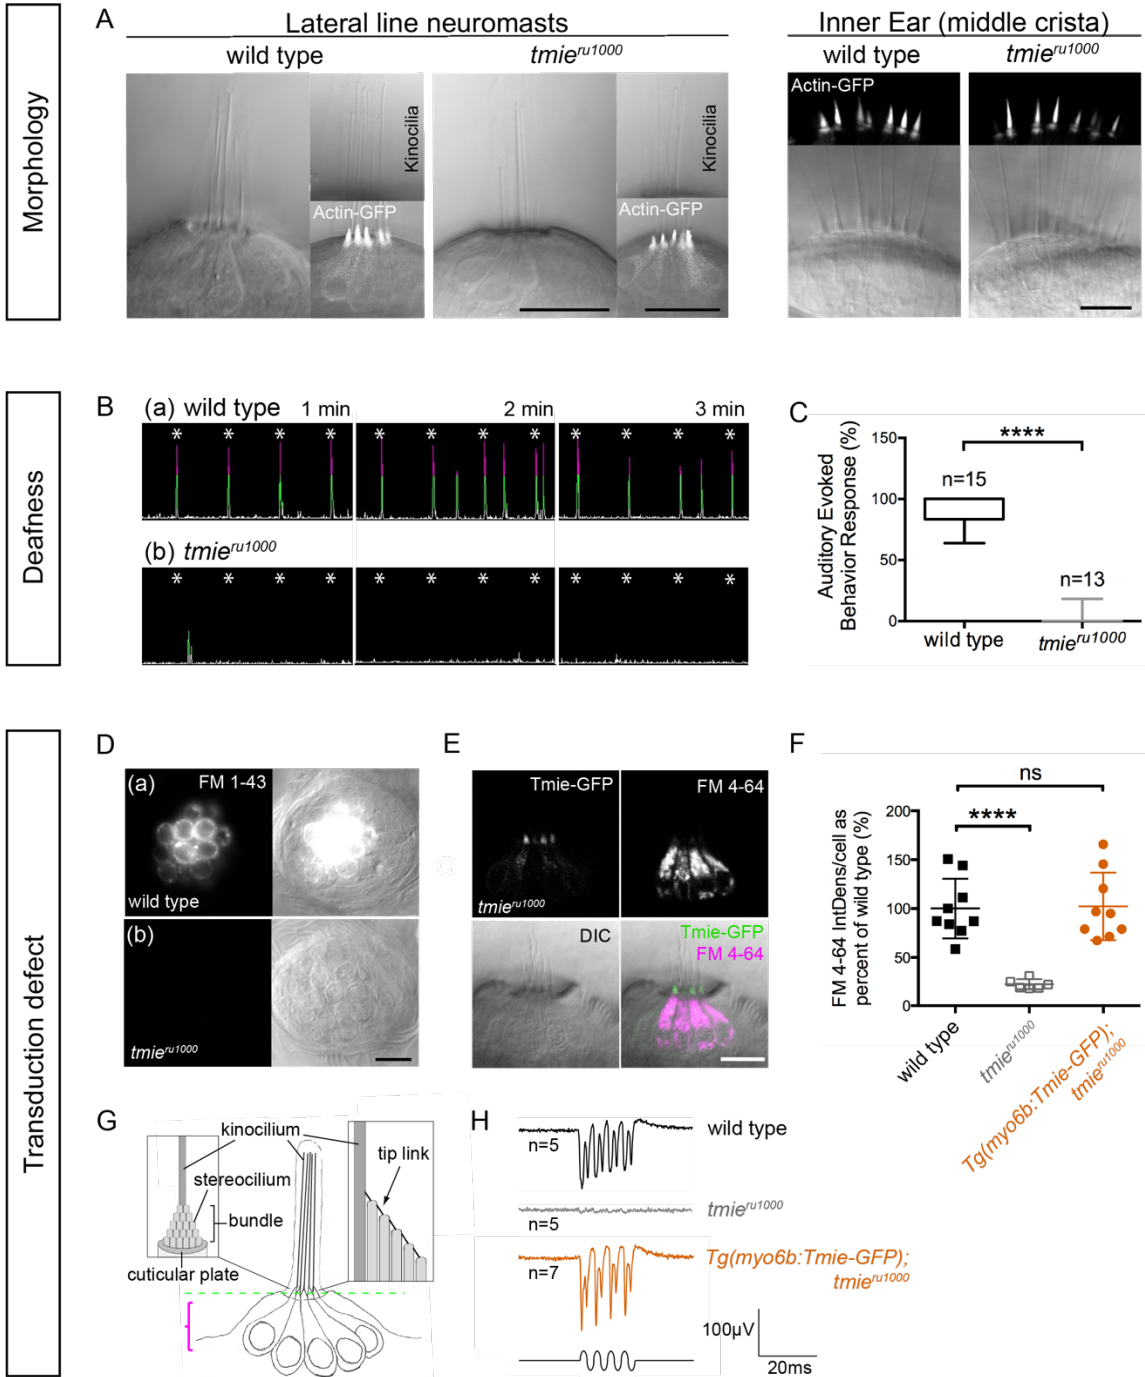 Morphology
A
Lateral line neuromasts
wild type
tmie^ru1000
Kinocilia
Actin-GFP
Kinocilia
Actin-GFP
Inner Ear (middle crista)
wild type
tmie^ru1000
Actin-GFP
Deafness
B
(a) wild type
1 min
2 min
3 min
* * * * * * * * * * * *
(b) tmie^ru1000
* * * * * * * * * * * *
C
Auditory Evoked
Behavior Response (%)
150
100
50
0
****
n=15
n=13
wild type
tmie^ru1000
Transduction defect
D
(a)
FM 1-43
wild type
(b)
tmie^ru1000
E
Tmie-GFP
FM 4-64
tmie^ru1000
DIC
Tmie-GFP
FM 4-64
F
FM 4-64 IntDens/cell as
percent of wild type (%)
200
150
100
50
0
ns
****
wild type
tmie^ru1000
Tg(myo6b:Tmie-GFP);
tmie^ru1000
G
kinocilium
stereocilium
bundle
cuticular plate
tip link
H
wild type
n=5
tmie^ru1000
n=5
Tg(myo6b:Tmie-GFP);
tmie^ru1000
n=7
100µV
20ms